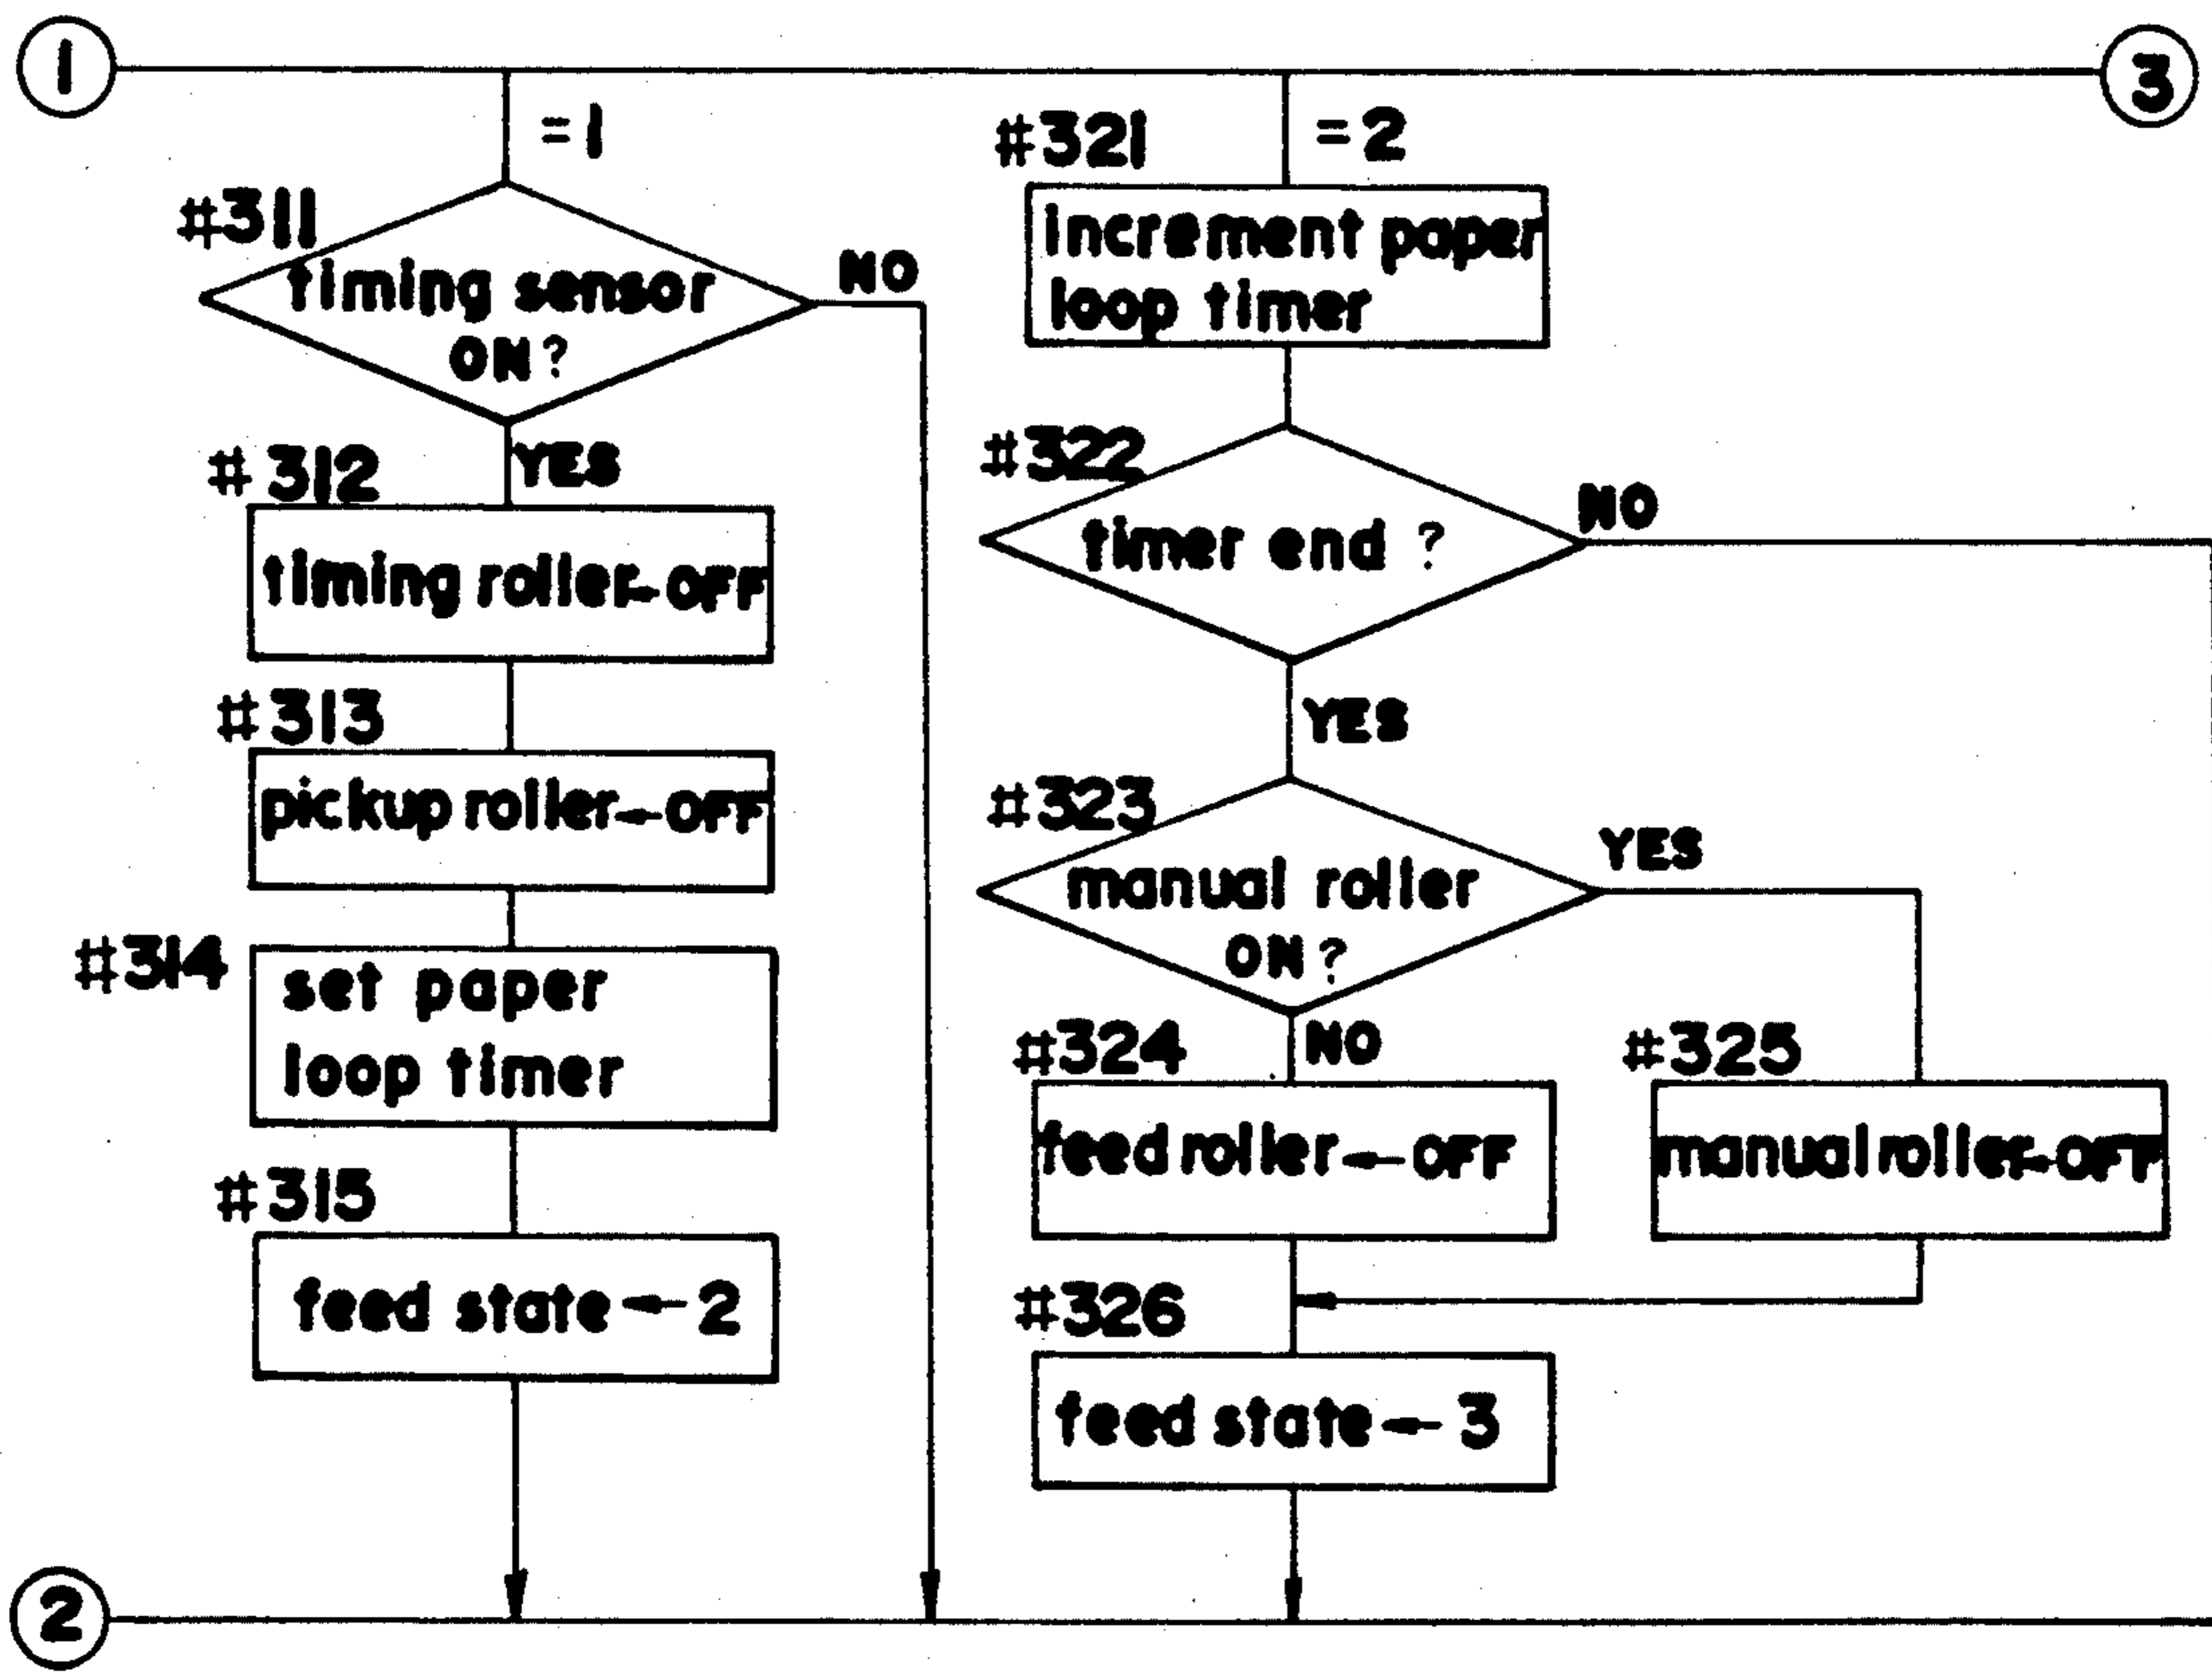 1
3
=1
#311
timing sensor
ON?
NO
YES
#312
timing roller←OFF
#313
pickup roller←OFF
#314
set paper
loop timer
#315
feed state←2
=2
#321
increment paper
loop timer
#322
timer end ?
NO
YES
#323
manual roller
ON?
YES
NO
#324
feed roller←OFF
#325
manual roller←OFF
#326
feed state←3
2